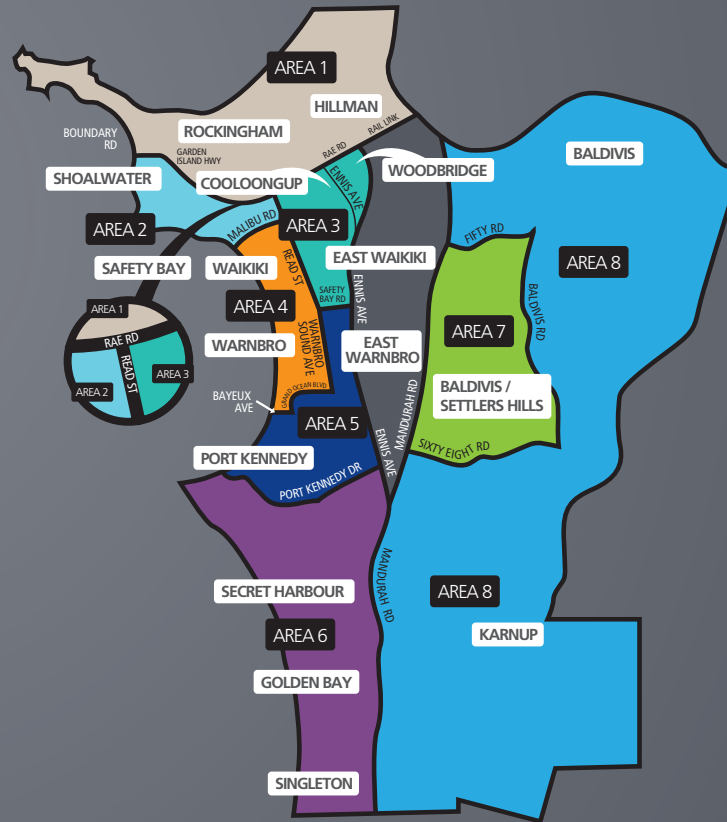 AREA 1
HILLMAN
RAIL LINK
ROCKINGHAM
BOUNDARY
RD
GARDEN
ISLAND HWY
RAE RD
BALDIVIS
SHOALWATER
COOLOONGUP
ENNIS AVE
WOODBRIDGE
AREA 2
MALIBU RD
AREA 3
FIFTY RD
SAFETY BAY
WAIKIKI
READ ST
EAST WAIKIKI
AREA 8
SAFETY
BAY RD
ENNIS AVE
BALDIVIS RD
AREA 4
AREA 1
RAE RD
READ ST
AREA 2
AREA 3
WARNBRO
WARNBRO
SOUND AVE
EAST
WARNBRO
AREA 7
MANDURAH RD
BALDIVIS /
SETTLERS HILLS
GRAND OCEAN BLVD
BAYEUX
AVE
AREA 5
ENNIS AVE
SIXTY EIGHT RD
PORT KENNEDY
PORT KENNEDY DR
MANDURAH RD
SECRET HARBOUR
AREA 8
AREA 6
KARNUP
GOLDEN BAY
SINGLETON